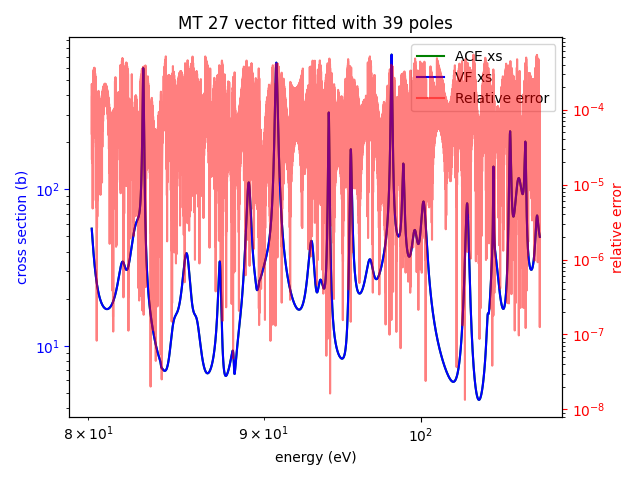 MT 27 vector fitted with 39 poles
ACE xs
VF xs
Relative error
cross section (b)
10²
10¹
relative error
10⁻⁴
10⁻⁵
10⁻⁶
10⁻⁷
10⁻⁸
8 × 10¹
9 × 10¹
10²
energy (eV)